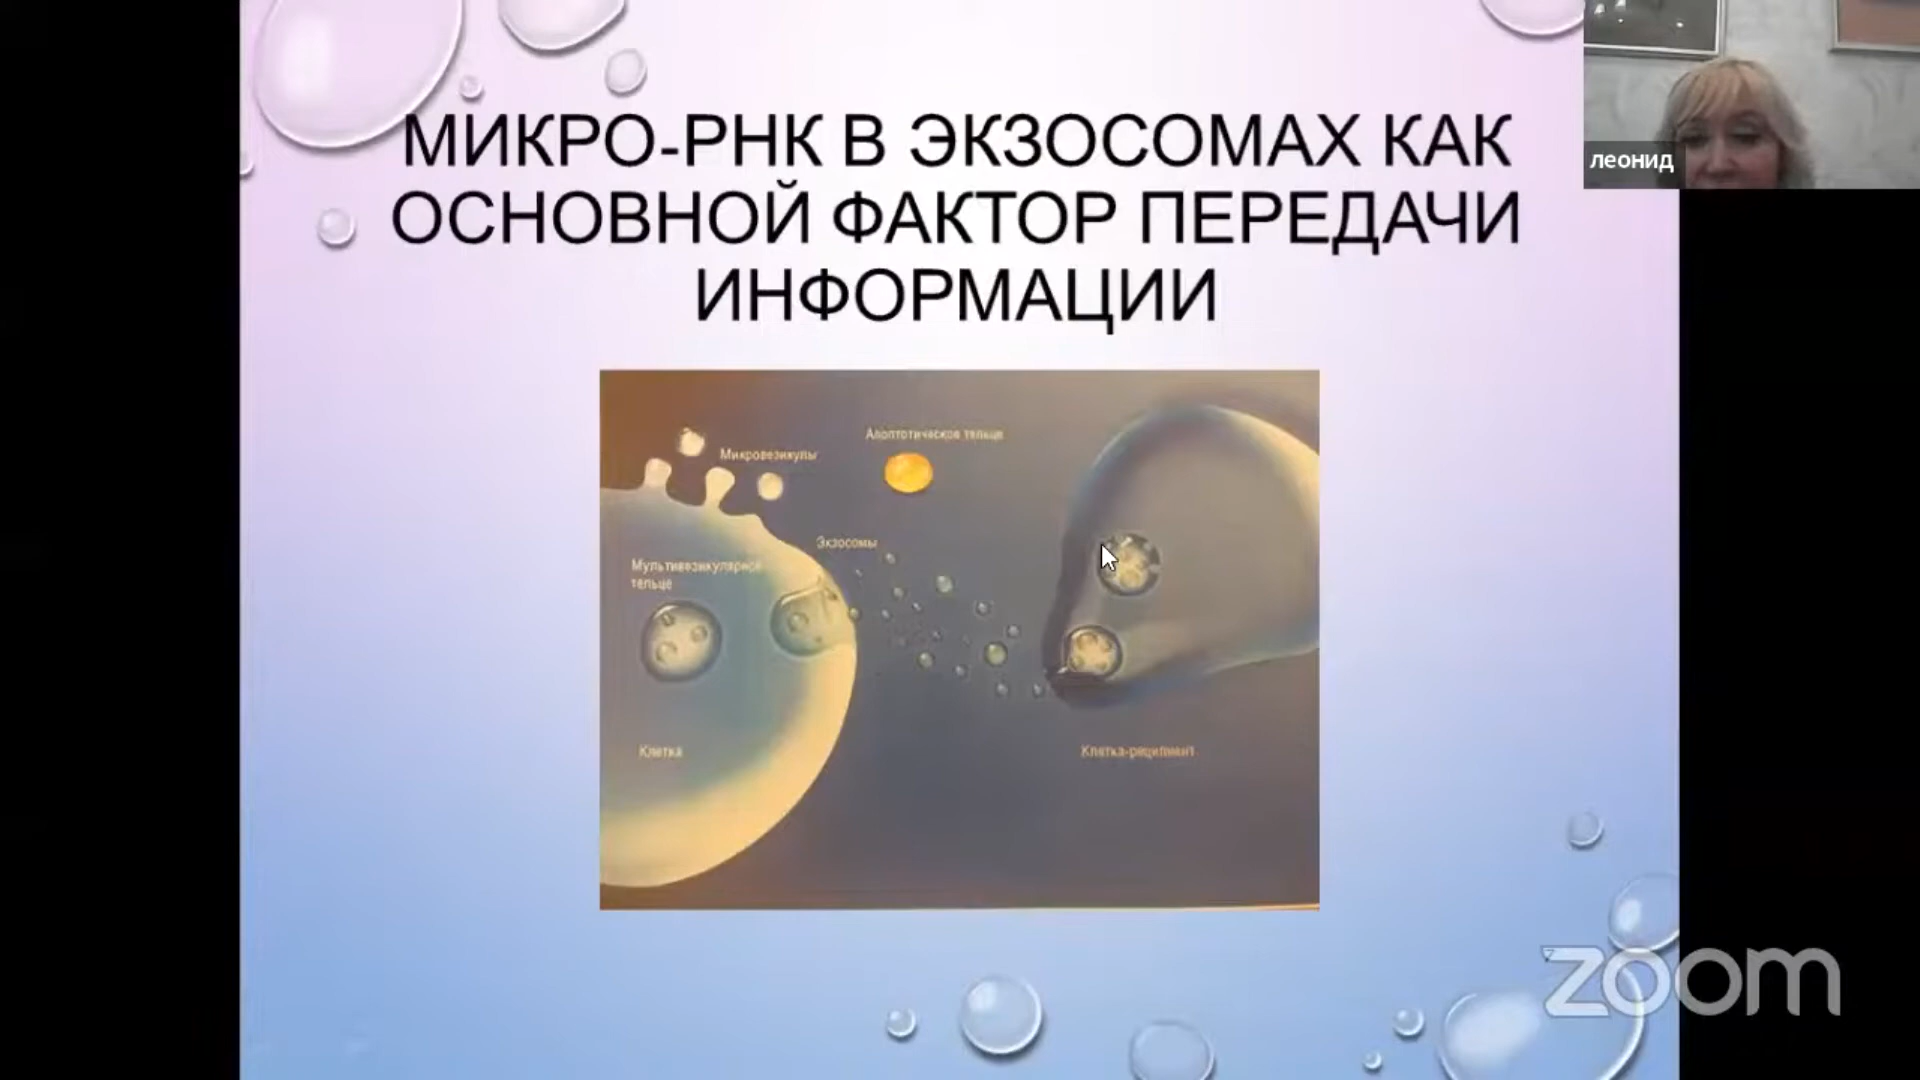 МИКРО-РНК В ЭКЗОСОМАХ КАК
ОСНОВНОЙ ФАКТОР ПЕРЕДАЧИ
ИНФОРМАЦИИ
леонид
Апоптотическое тельце
Микровезикулы
Экзосомы
Мультивезикулярное
тельце
Клетка
Клетка-реципиент
zoom